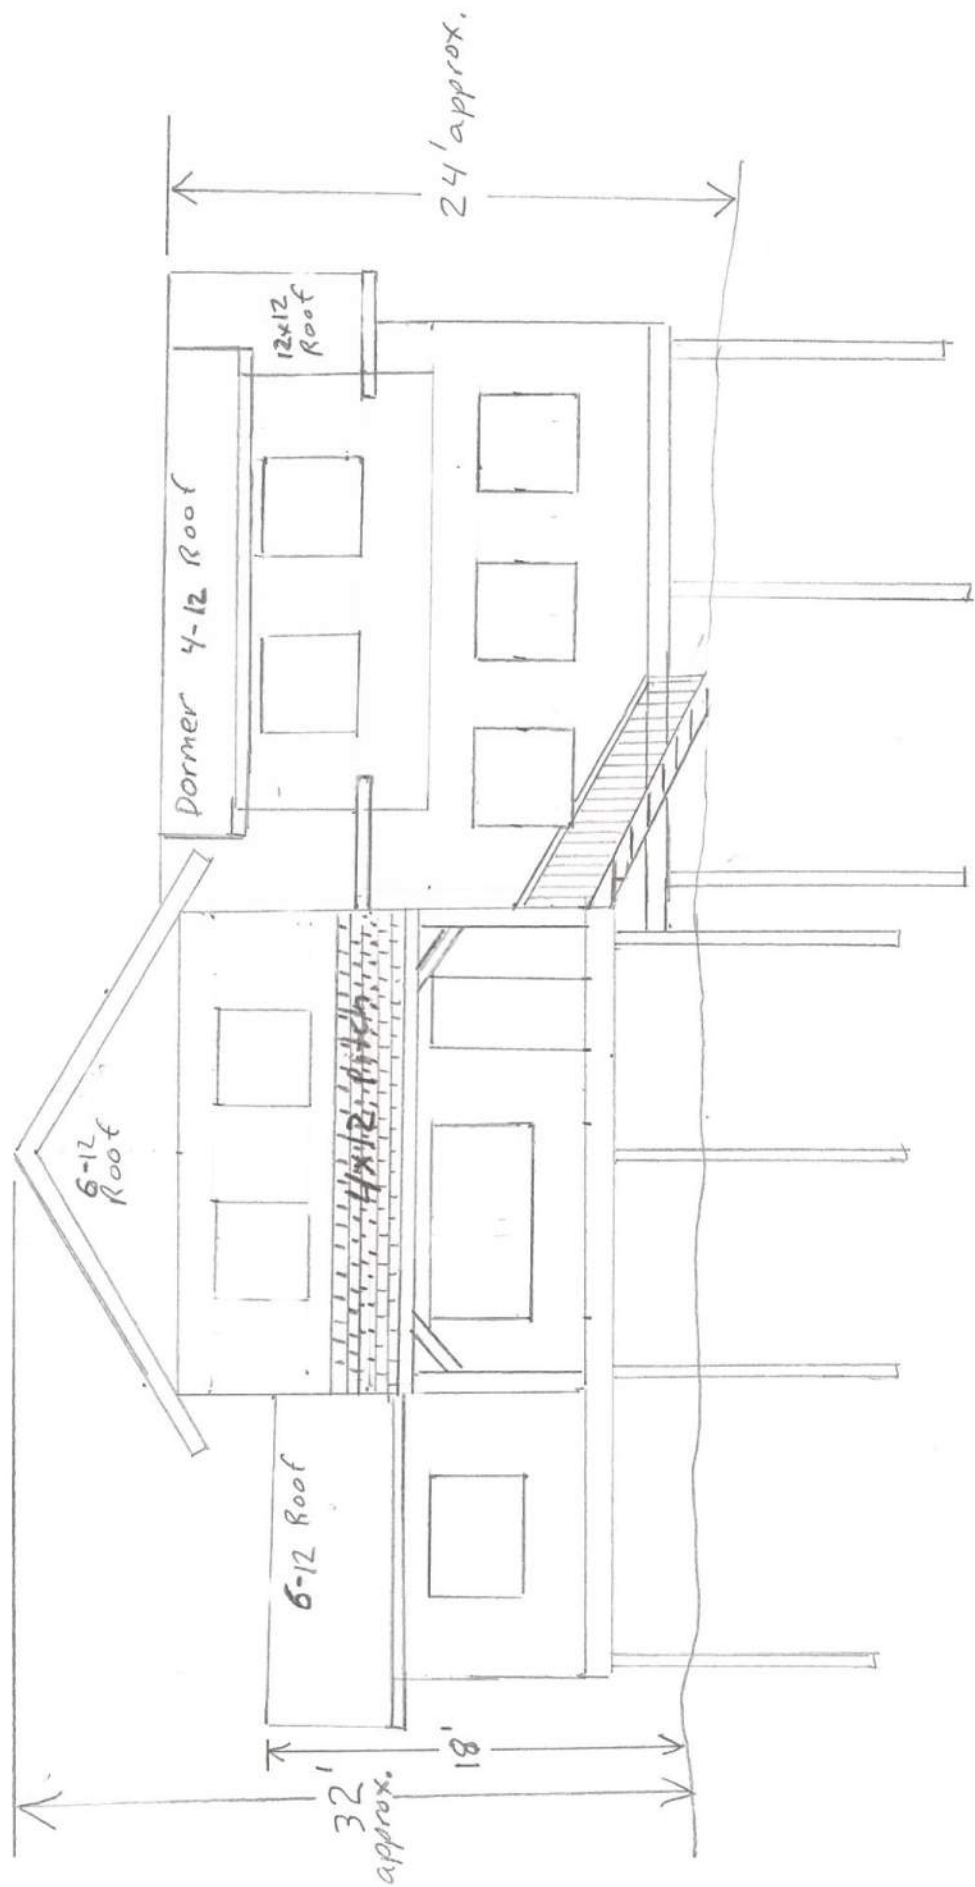 6-12
Roof
Dormer 4-12 Roof
12x12
Roof
24' approx.
4x12 Pitch
6-12 Roof
18'
32'
approx.